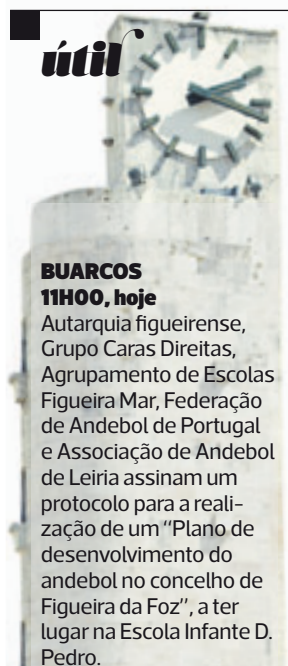 útil
BUARCOS
11H00, hoje
Autarquia figueirense,
Grupo Caras Direitas,
Agrupamento de Escolas
Figueira Mar, Federação
de Andebol de Portugal
e Associação de Andebol
de Leiria assinam um
protocolo para a reali-
zação de um “Plano de
desenvolvimento do
andebol no concelho de
Figueira da Foz”, a ter
lugar na Escola Infante D.
Pedro.